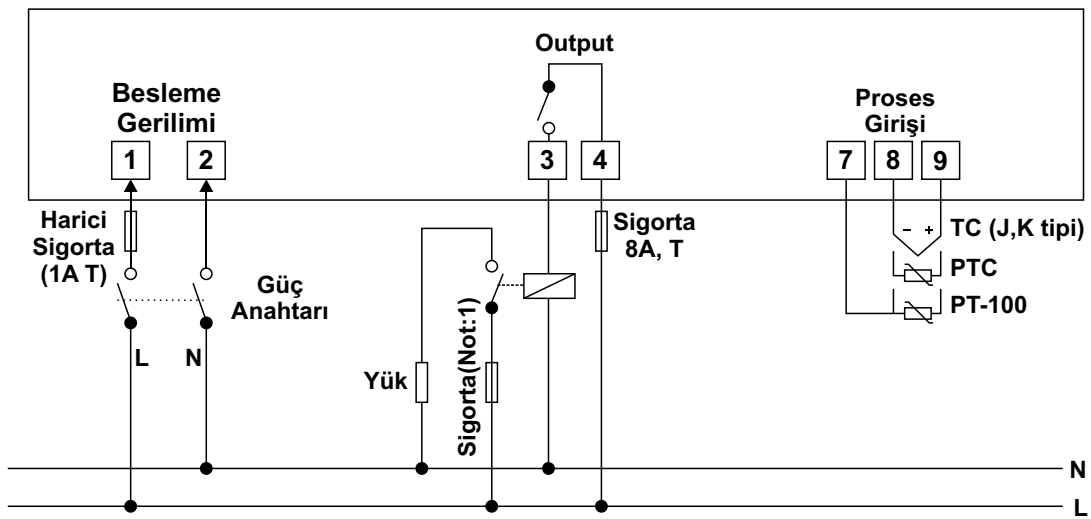 Output
Besleme
Gerilimi
Proses
Girişi
1
2
3
4
7
8
9
Harici
Sigorta
(1A T)
Güç
Anahtarı
L
N
Yük
Sigorta(Not:1)
Sigorta
8A, T
- +
TC (J,K tipi)
PTC
PT-100
N
L